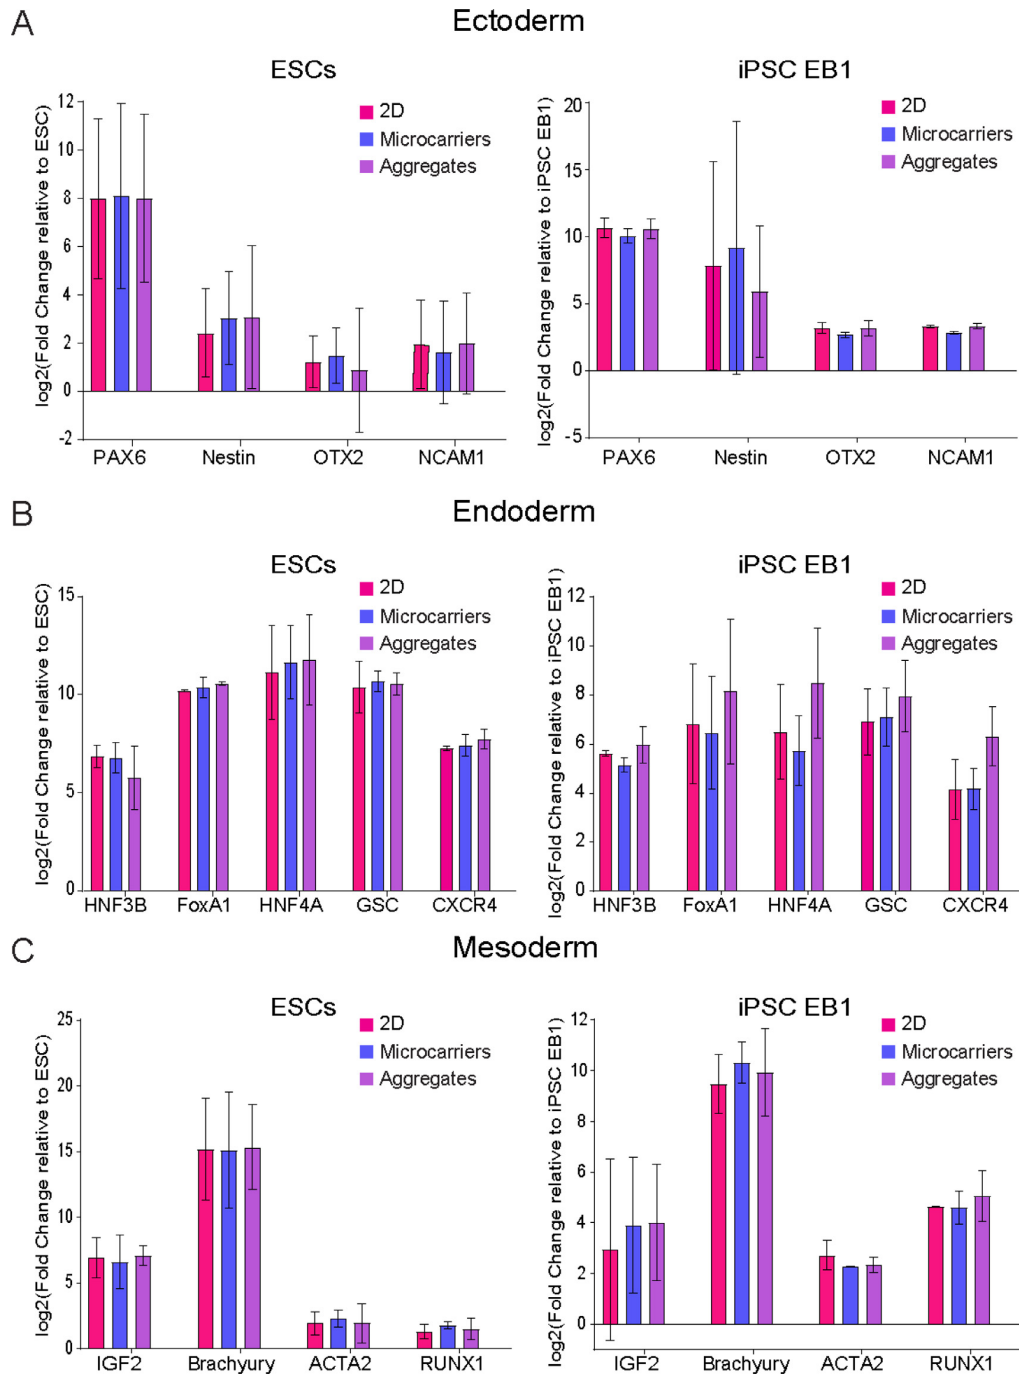 A
Ectoderm
ESCs
log2(Fold Change relative to ESC)
12
10
8
6
4
2
0
-2
2D
Microcarriers
Aggregates
PAX6 Nestin OTX2 NCAM1
iPSC EB1
log2(Fold Change relative to iPSC EB1)
20
15
10
5
0
-5
2D
Microcarriers
Aggregates
PAX6 Nestin OTX2 NCAM1
B
Endoderm
ESCs
log2(Fold Change relative to ESC)
15
10
5
0
2D
Microcarriers
Aggregates
HNF3B FoxA1 HNF4A GSC CXCR4
iPSC EB1
log2(Fold Change relative to iPSC EB1)
12
10
8
6
4
2
0
2D
Microcarriers
Aggregates
HNF3B FoxA1 HNF4A GSC CXCR4
C
Mesoderm
ESCs
log2(Fold Change relative to ESC)
25
20
15
10
5
0
2D
Microcarriers
Aggregates
IGF2 Brachyury ACTA2 RUNX1
iPSC EB1
log2(Fold Change relative to iPSC EB1)
12
10
8
6
4
2
0
2D
Microcarriers
Aggregates
IGF2 Brachyury ACTA2 RUNX1